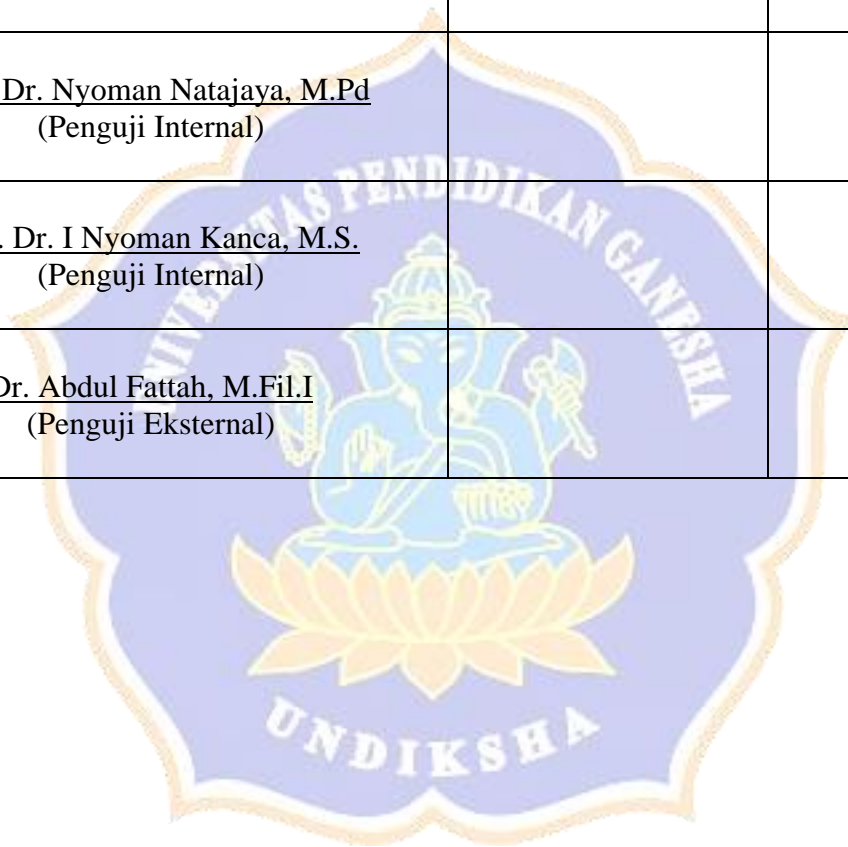 Dr. Nyoman Natajaya, M.Pd
(Penguji Internal)
. Dr. I Nyoman Kanca, M.S.
(Penguji Internal)
Dr. Abdul Fattah, M.Fil.I
(Penguji Eksternal)
UNIVERSITAS PENDIDIKAN GANESHA
UNDIKSHA